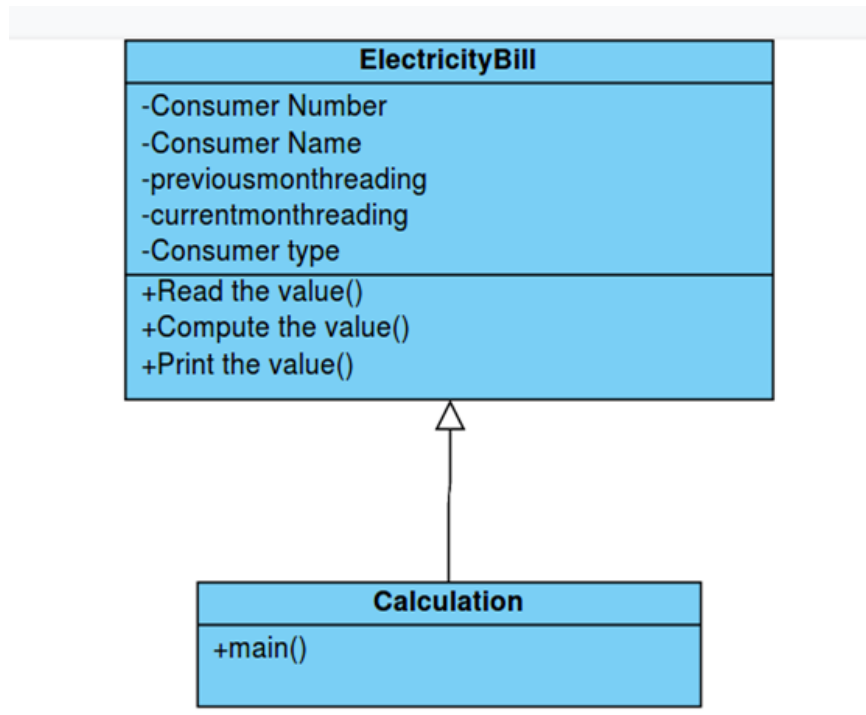 ElectricityBill
-Consumer Number
-Consumer Name
-previousmonthreading
-currentmonthreading
-Consumer type
+Read the value()
+Compute the value()
+Print the value()
Calculation
+main()